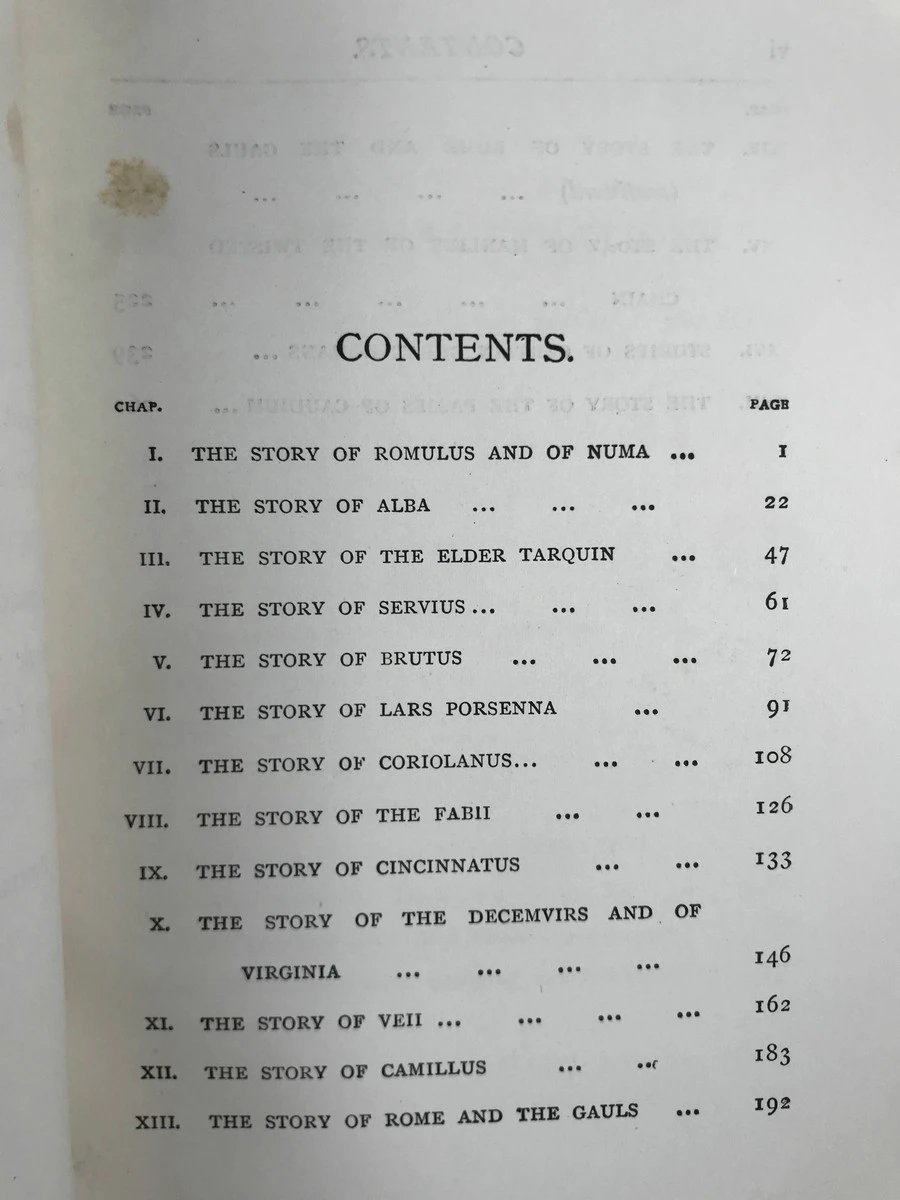 CONTENTS.
CHAP. PAGE
I. THE STORY OF ROMULUS AND OF NUMA ... 1
II. THE STORY OF ALBA ... ... ... 22
III. THE STORY OF THE ELDER TARQUIN ... 47
IV. THE STORY OF SERVIUS ... ... ... 61
V. THE STORY OF BRUTUS ... ... ... 72
VI. THE STORY OF LARS PORSENNA ... 91
VII. THE STORY OF CORIOLANUS... ... ... 108
VIII. THE STORY OF THE FABII ... ... 126
IX. THE STORY OF CINCINNATUS ... ... 133
X. THE STORY OF THE DECEMVIRS AND OF
VIRGINIA ... ... ... ... 146
XI. THE STORY OF VEII ... ... ... ... 162
XII. THE STORY OF CAMILLUS ... ... 183
XIII. THE STORY OF ROME AND THE GAULS ... 192